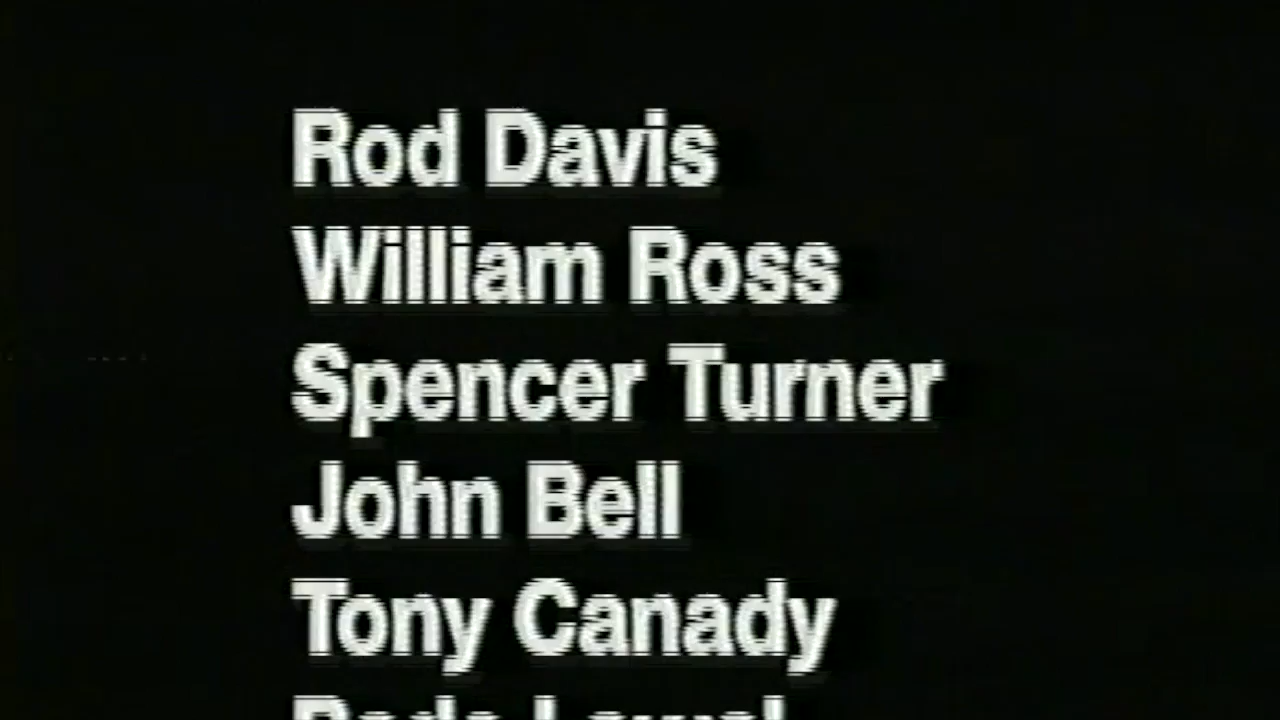 Rod Davis
William Ross
Spencer Turner
John Bell
Tony Canady